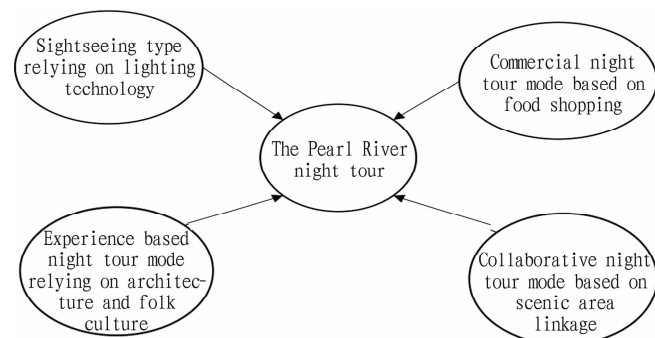 Sightseeing type
relying on lighting
tcchnology
Commercial night
tour mode based on
food shopping
The Pearl River
night tour
Experience based
night tour mode
relying on architec-
ture and folk
culture
Collaborative night
tour mode based on
scenic area
linkage